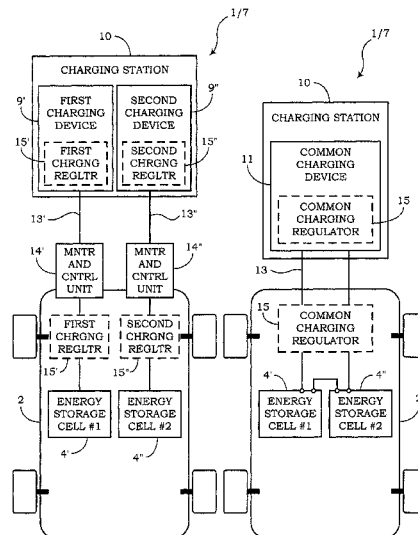 1/7
10
CHARGING STATION
9'
9"
FIRST
CHARGING
DEVICE
SECOND
CHARGING
DEVICE
15'
FIRST
CHRGNG
REGLTR
SECOND
CHRGNG
REGLTR
15"
13'
13"
14'
MNTR
AND
CNTRL
UNIT
MNTR
AND
CNTRL
UNIT
14"
FIRST
CHRGNG
REGLTR
SECOND
CHRGNG
REGLTR
15'
15"
2
ENERGY
STORAGE
CELL #1
ENERGY
STORAGE
CELL #2
4'
4"
1/7
10
CHARGING STATION
11
COMMON
CHARGING
DEVICE
COMMON
CHARGING
REGULATOR
15
13
15
COMMON
CHARGING
REGULATOR
4'
4"
ENERGY
STORAGE
CELL #1
ENERGY
STORAGE
CELL #2